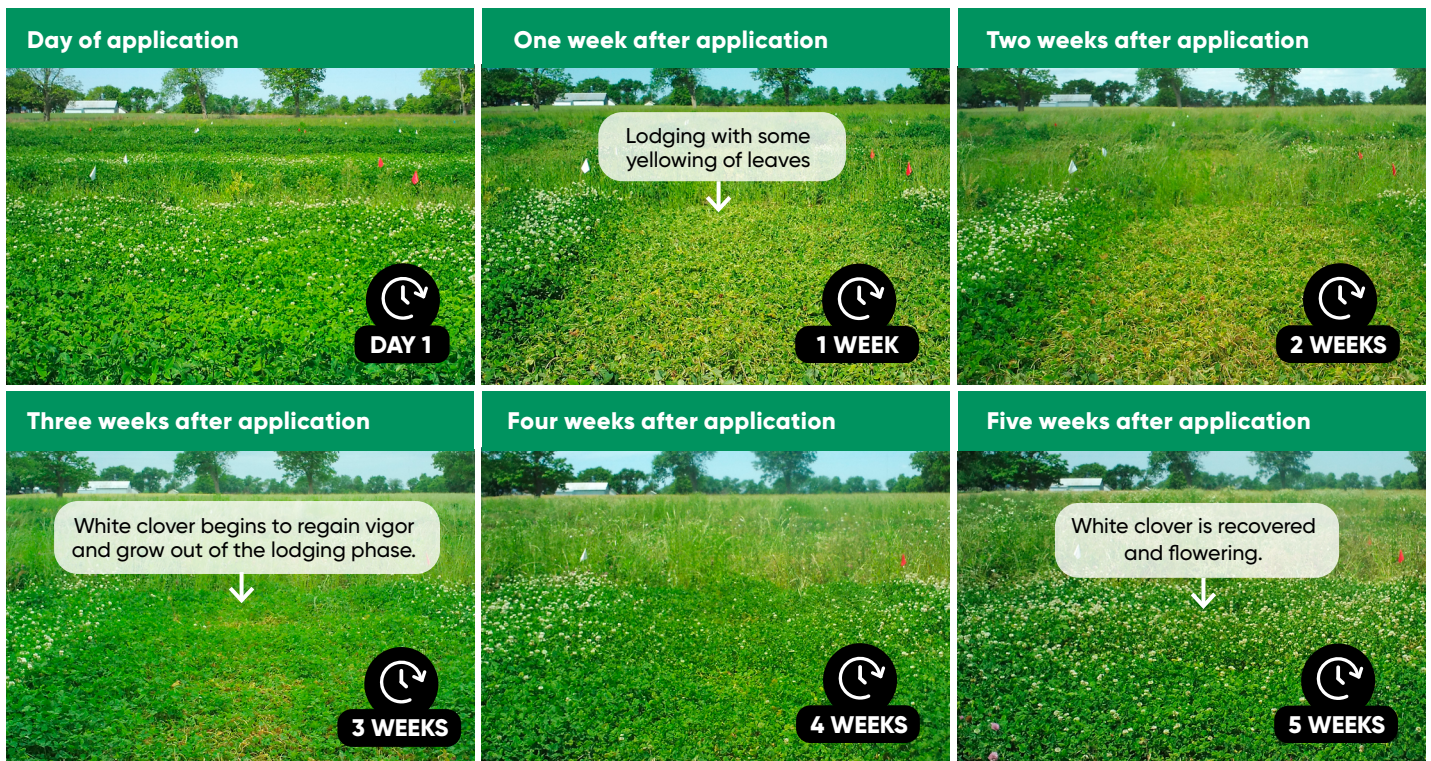 Day of application
One week after application
Two weeks after application
Lodging with some
yellowing of leaves
DAY 1
1 WEEK
2 WEEKS
Three weeks after application
Four weeks after application
Five weeks after application
White clover begins to regain vigor
and grow out of the lodging phase.
White clover is recovered
and flowering.
3 WEEKS
4 WEEKS
5 WEEKS